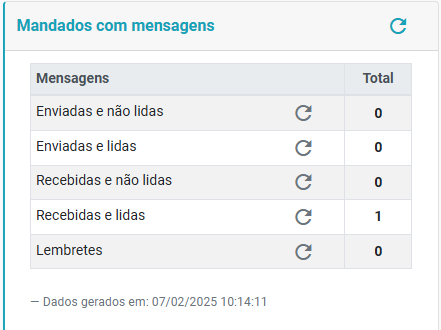 Mandados com mensagens
Mensagens Total
Enviadas e não lidas 0
Enviadas e lidas 0
Recebidas e não lidas 0
Recebidas e lidas 1
Lembretes 0
— Dados gerados em: 07/02/2025 10:14:11